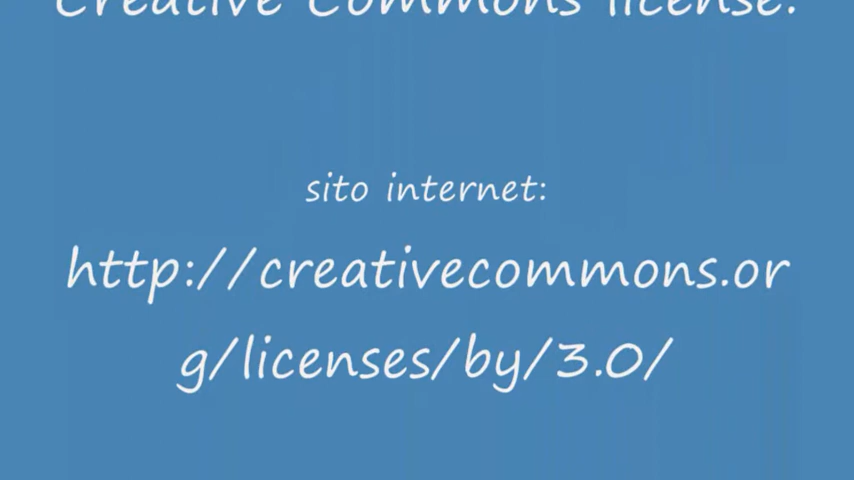 Creative Commons license.
sito internet:
http://creativecommons.or
g/licenses/by/3.0/